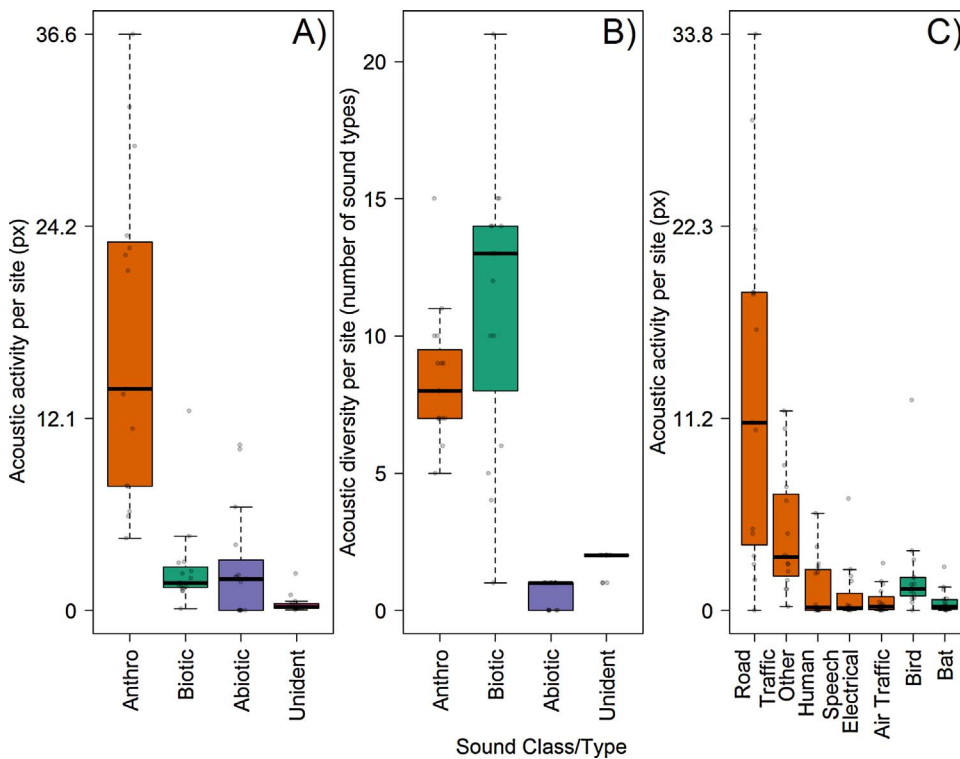 A)
Acoustic activity per site (px)
36.6
24.2
12.1
0
Anthro
Biotic
Abiotic
Unident
B)
Acoustic diversity per site (number of sound types)
20
15
10
5
0
Anthro
Biotic
Abiotic
Unident
Sound Class/Type
C)
Acoustic activity per site (px)
33.8
22.3
11.2
0
Road
Traffic
Other
Human
Speech
Electrical
Air Traffic
Bird
Bat